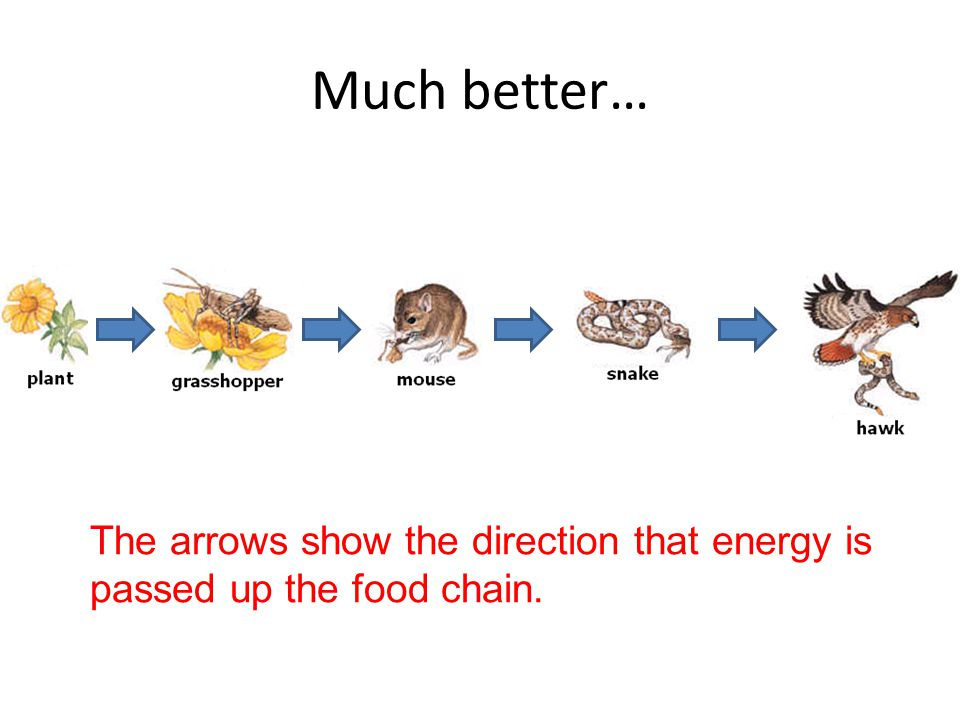 Much better…
plant
grasshopper
mouse
snake
hawk
The arrows show the direction that energy is
passed up the food chain.